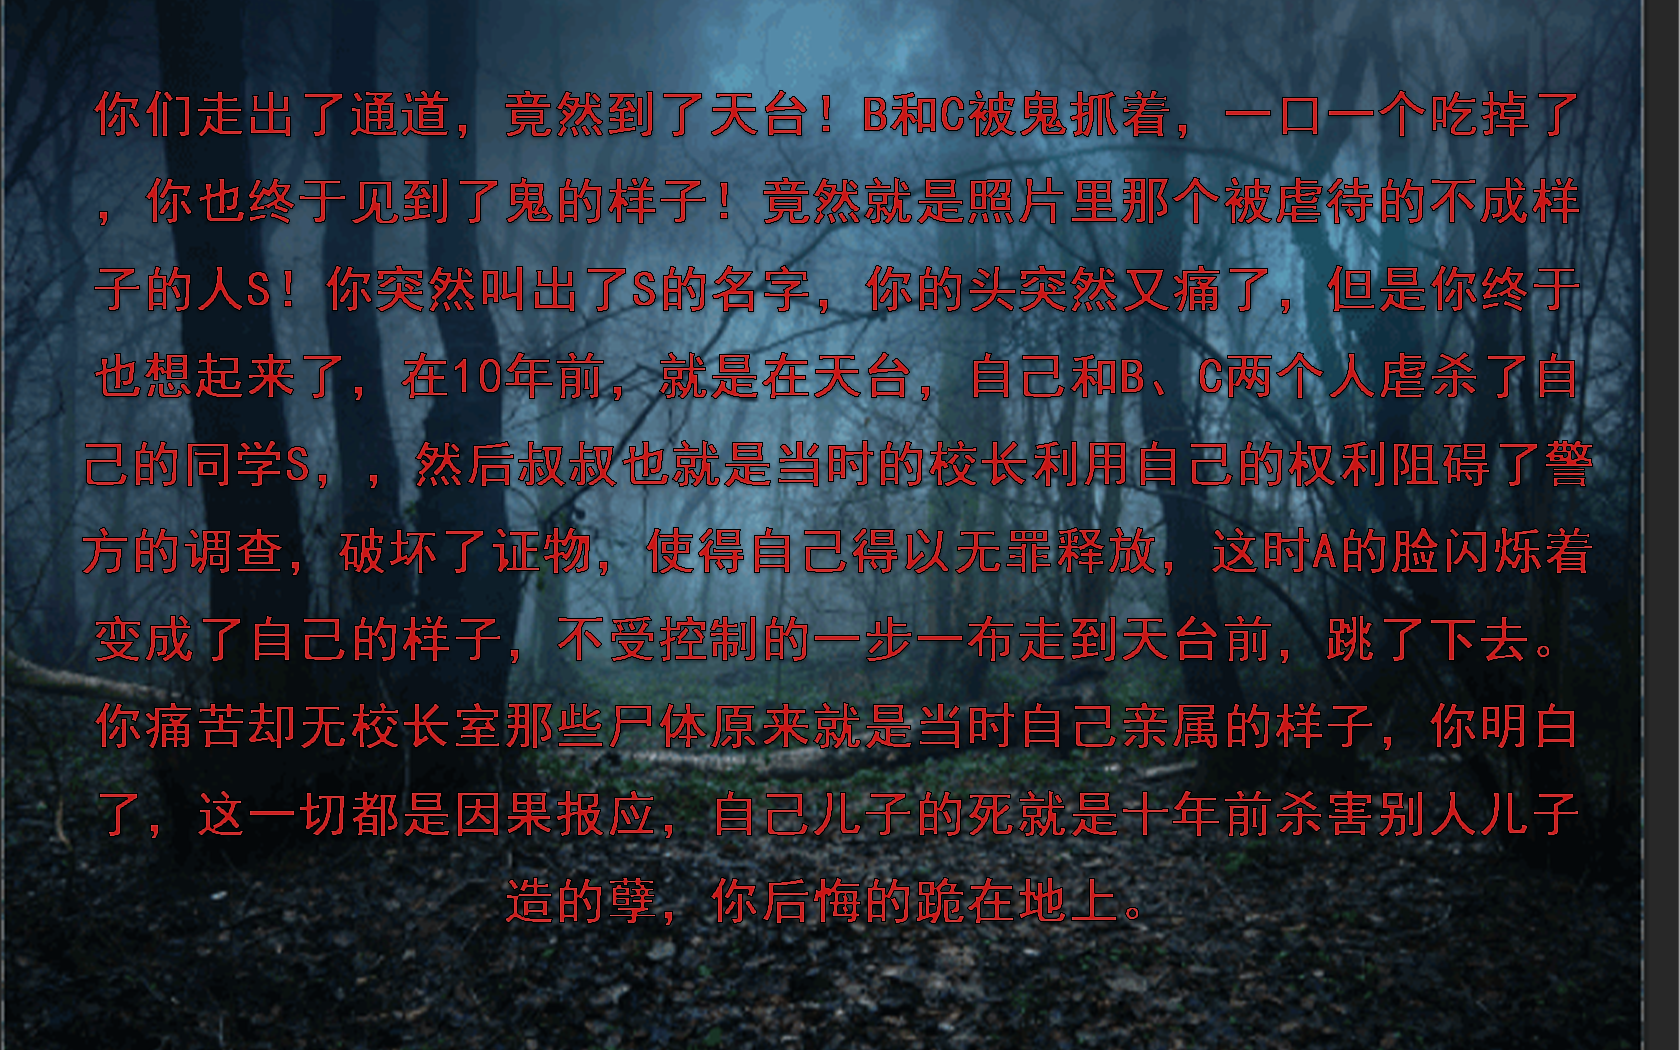 你们走出了通道，竟然到了天台！B和C被鬼抓着，一口一个吃掉了
，你也终于见到了鬼的样子！竟然就是照片里那个被虐待的不成样
子的人S！你突然叫出了S的名字，你的头突然又痛了，但是你终于
也想起来了，在10年前，就是在天台，自己和B、C两个人虐杀了自
己的同学S，，然后叔叔也就是当时的校长利用自己的权利阻碍了警
方的调查，破坏了证物，使得自己得以无罪释放，这时A的脸闪烁着
变成了自己的样子，不受控制的一步一布走到天台前，跳了下去。
你痛苦却无校长室那些尸体原来就是当时自己亲属的样子，你明白
了，这一切都是因果报应，自己儿子的死就是十年前杀害别人儿子
造的孽，你后悔的跪在地上。